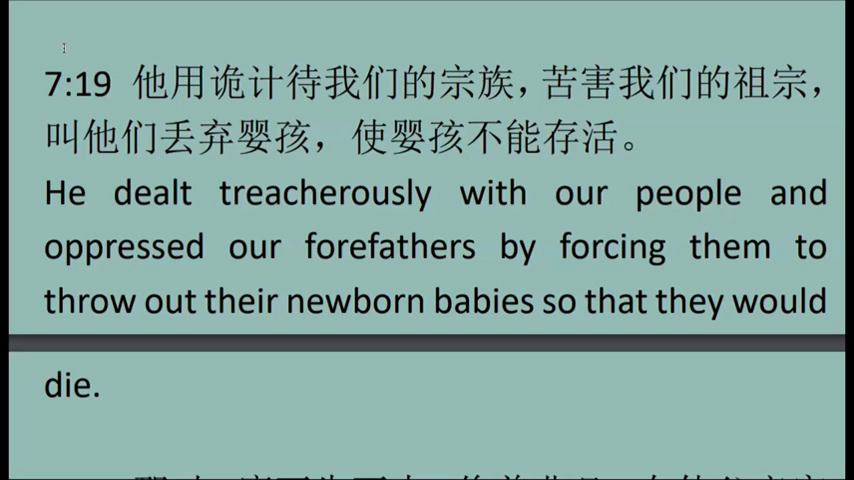 7:19 他用诡计待我们的宗族，苦害我们的祖宗，
叫他们丢弃婴孩，使婴孩不能存活。
He dealt treacherously with our people and
oppressed our forefathers by forcing them to
throw out their newborn babies so that they would
die.